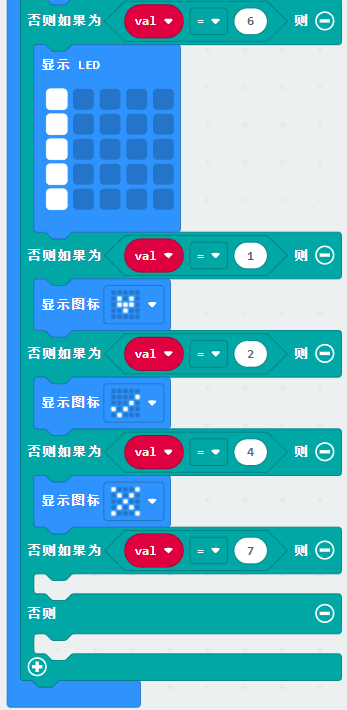 否则如果为 val = 6 则
显示 LED
否则如果为 val = 1 则
显示图标
否则如果为 val = 2 则
显示图标
否则如果为 val = 4 则
显示图标
否则如果为 val = 7 则
否则